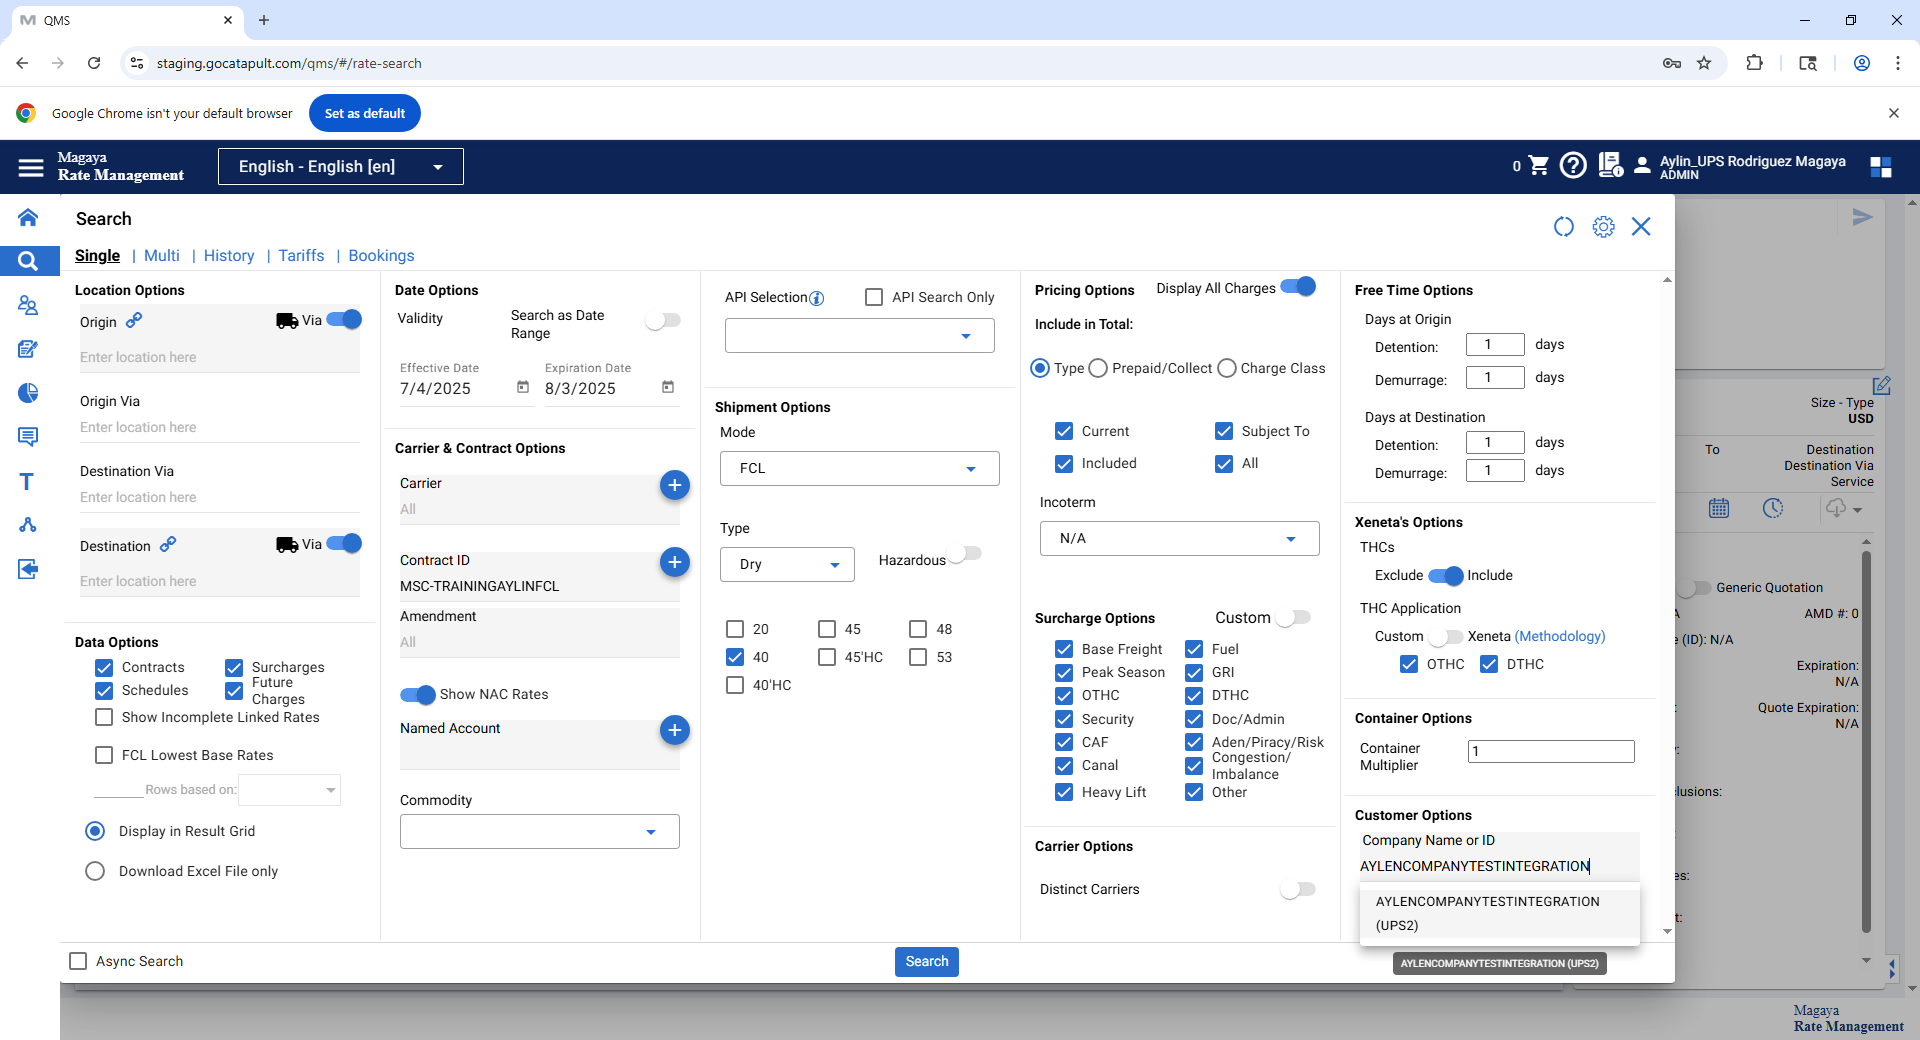 QMS
staging.gocatapult.com/qms/#/rate-search
Google Chrome isn't your default browser
Set as default
Magaya
Rate Management
English - English [en]
0
Aylin_UPS Rodriguez Magaya
ADMIN
Search
Single | Multi | History | Tariffs | Bookings
Location Options
Origin
Via
Enter location here
Origin Via
Enter location here
Destination Via
Enter location here
Destination
Via
Enter location here
Data Options
Contracts
Surcharges
Schedules
Future Charges
Show Incomplete Linked Rates
FCL Lowest Base Rates
Rows based on:
Display in Result Grid
Download Excel File only
Async Search
Date Options
Validity
Search as Date
Range
Effective Date
7/4/2025
Expiration Date
8/3/2025
Carrier & Contract Options
Carrier
All
Contract ID
MSC-TRAININGAYLINFCL
Amendment
All
Show NAC Rates
Named Account
Commodity
API Selection
API Search Only
Shipment Options
Mode
FCL
Type
Dry
Hazardous
20
45
48
40
45'HC
53
40'HC
Search
Pricing Options
Display All Charges
Include in Total:
Type
Prepaid/Collect
Charge Class
Current
Subject To
Included
All
Incoterm
N/A
Surcharge Options
Custom
Base Freight
Fuel
Peak Season
GRI
OTHC
DTHC
Security
Doc/Admin
CAF
Aden/Piracy/Risk
Canal
Congestion/
Imbalance
Heavy Lift
Other
Carrier Options
Distinct Carriers
Free Time Options
Days at Origin
Detention:
1
days
Demurrage:
1
days
Days at Destination
Detention:
1
days
Demurrage:
1
days
Xeneta's Options
THCs
Exclude
Include
THC Application
Custom
Xeneta (Methodology)
OTHC
DTHC
Container Options
Container
Multiplier
1
Customer Options
Company Name or ID
AYLENCOMPANYTESTINTEGRATION
AYLENCOMPANYTESTINTEGRATION
(UPS2)
AYLENCOMPANYTESTINTEGRATION (UPS2)
Size - Type
USD
To
Destination
Destination Via
Service
Generic Quotation
AMD #: 0
(ID): N/A
Expiration:
N/A
Quote Expiration:
N/A
lusions:
es:
t:
Magaya
Rate Management